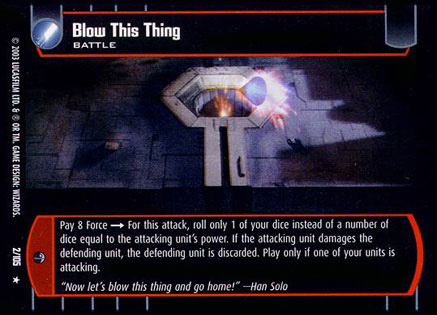 Blow This Thing
BATTLE
Pay 8 Force → For this attack, roll only 1 of your dice instead of a number of
dice equal to the attacking unit's power. If the attacking unit damages the
defending unit, the defending unit is discarded. Play only if one of your units is
attacking.
"Now let's blow this thing and go home!" —Han Solo
© 2003 LUCASFILM LTD. & ® OR TM. GAME DESIGN: WIZARDS.
2/105